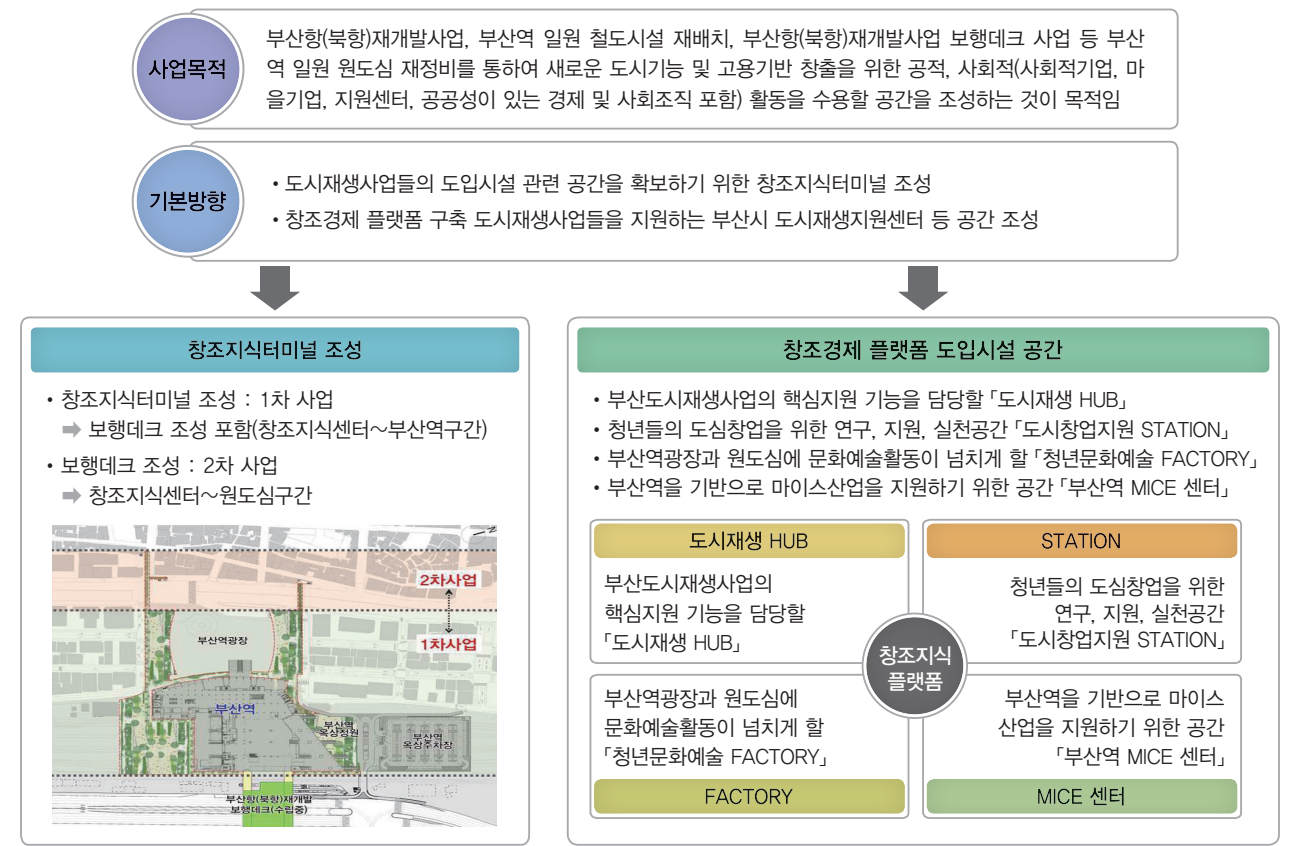 사업목적
부산항(북항)재개발사업, 부산역 일원 철도시설 재배치, 부산항(북항)재개발사업 보행데크 사업 등 부산
역 일원 원도심 재정비를 통하여 새로운 도시기능 및 고용기반 창출을 위한 공적, 사회적(사회적기업, 마
을기업, 지원센터, 공공성이 있는 경제 및 사회조직 포함) 활동을 수용할 공간을 조성하는 것이 목적임
기본방향
• 도시재생사업들의 도입시설 관련 공간을 확보하기 위한 창조지식터미널 조성
• 창조경제 플랫폼 구축 도시재생사업들을 지원하는 부산시 도시재생지원센터 등 공간 조성
창조지식터미널 조성
• 창조지식터미널 조성 : 1차 사업
➡ 보행데크 조성 포함(창조지식센터~부산역구간)
• 보행데크 조성 : 2차 사업
➡ 창조지식센터~원도심구간
2차사업
1차사업
부산역광장
부산역
부산역
옥상정원
부산역
옥상주차장
부산항(북항)재개발
보행데크(수립중)
창조경제 플랫폼 도입시설 공간
• 부산도시재생사업의 핵심지원 기능을 담당할 「도시재생 HUB」
• 청년들의 도심창업을 위한 연구, 지원, 실천공간 「도시창업지원 STATION」
• 부산역광장과 원도심에 문화예술활동이 넘치게 할 「청년문화예술 FACTORY」
• 부산역을 기반으로 마이스산업을 지원하기 위한 공간 「부산역 MICE 센터」
도시재생 HUB
부산도시재생사업의
핵심지원 기능을 담당할
「도시재생 HUB」
STATION
청년들의 도심창업을 위한
연구, 지원, 실천공간
「도시창업지원 STATION」
창조지식
플랫폼
부산역광장과 원도심에
문화예술활동이 넘치게 할
「청년문화예술 FACTORY」
FACTORY
부산역을 기반으로 마이스
산업을 지원하기 위한 공간
「부산역 MICE 센터」
MICE 센터